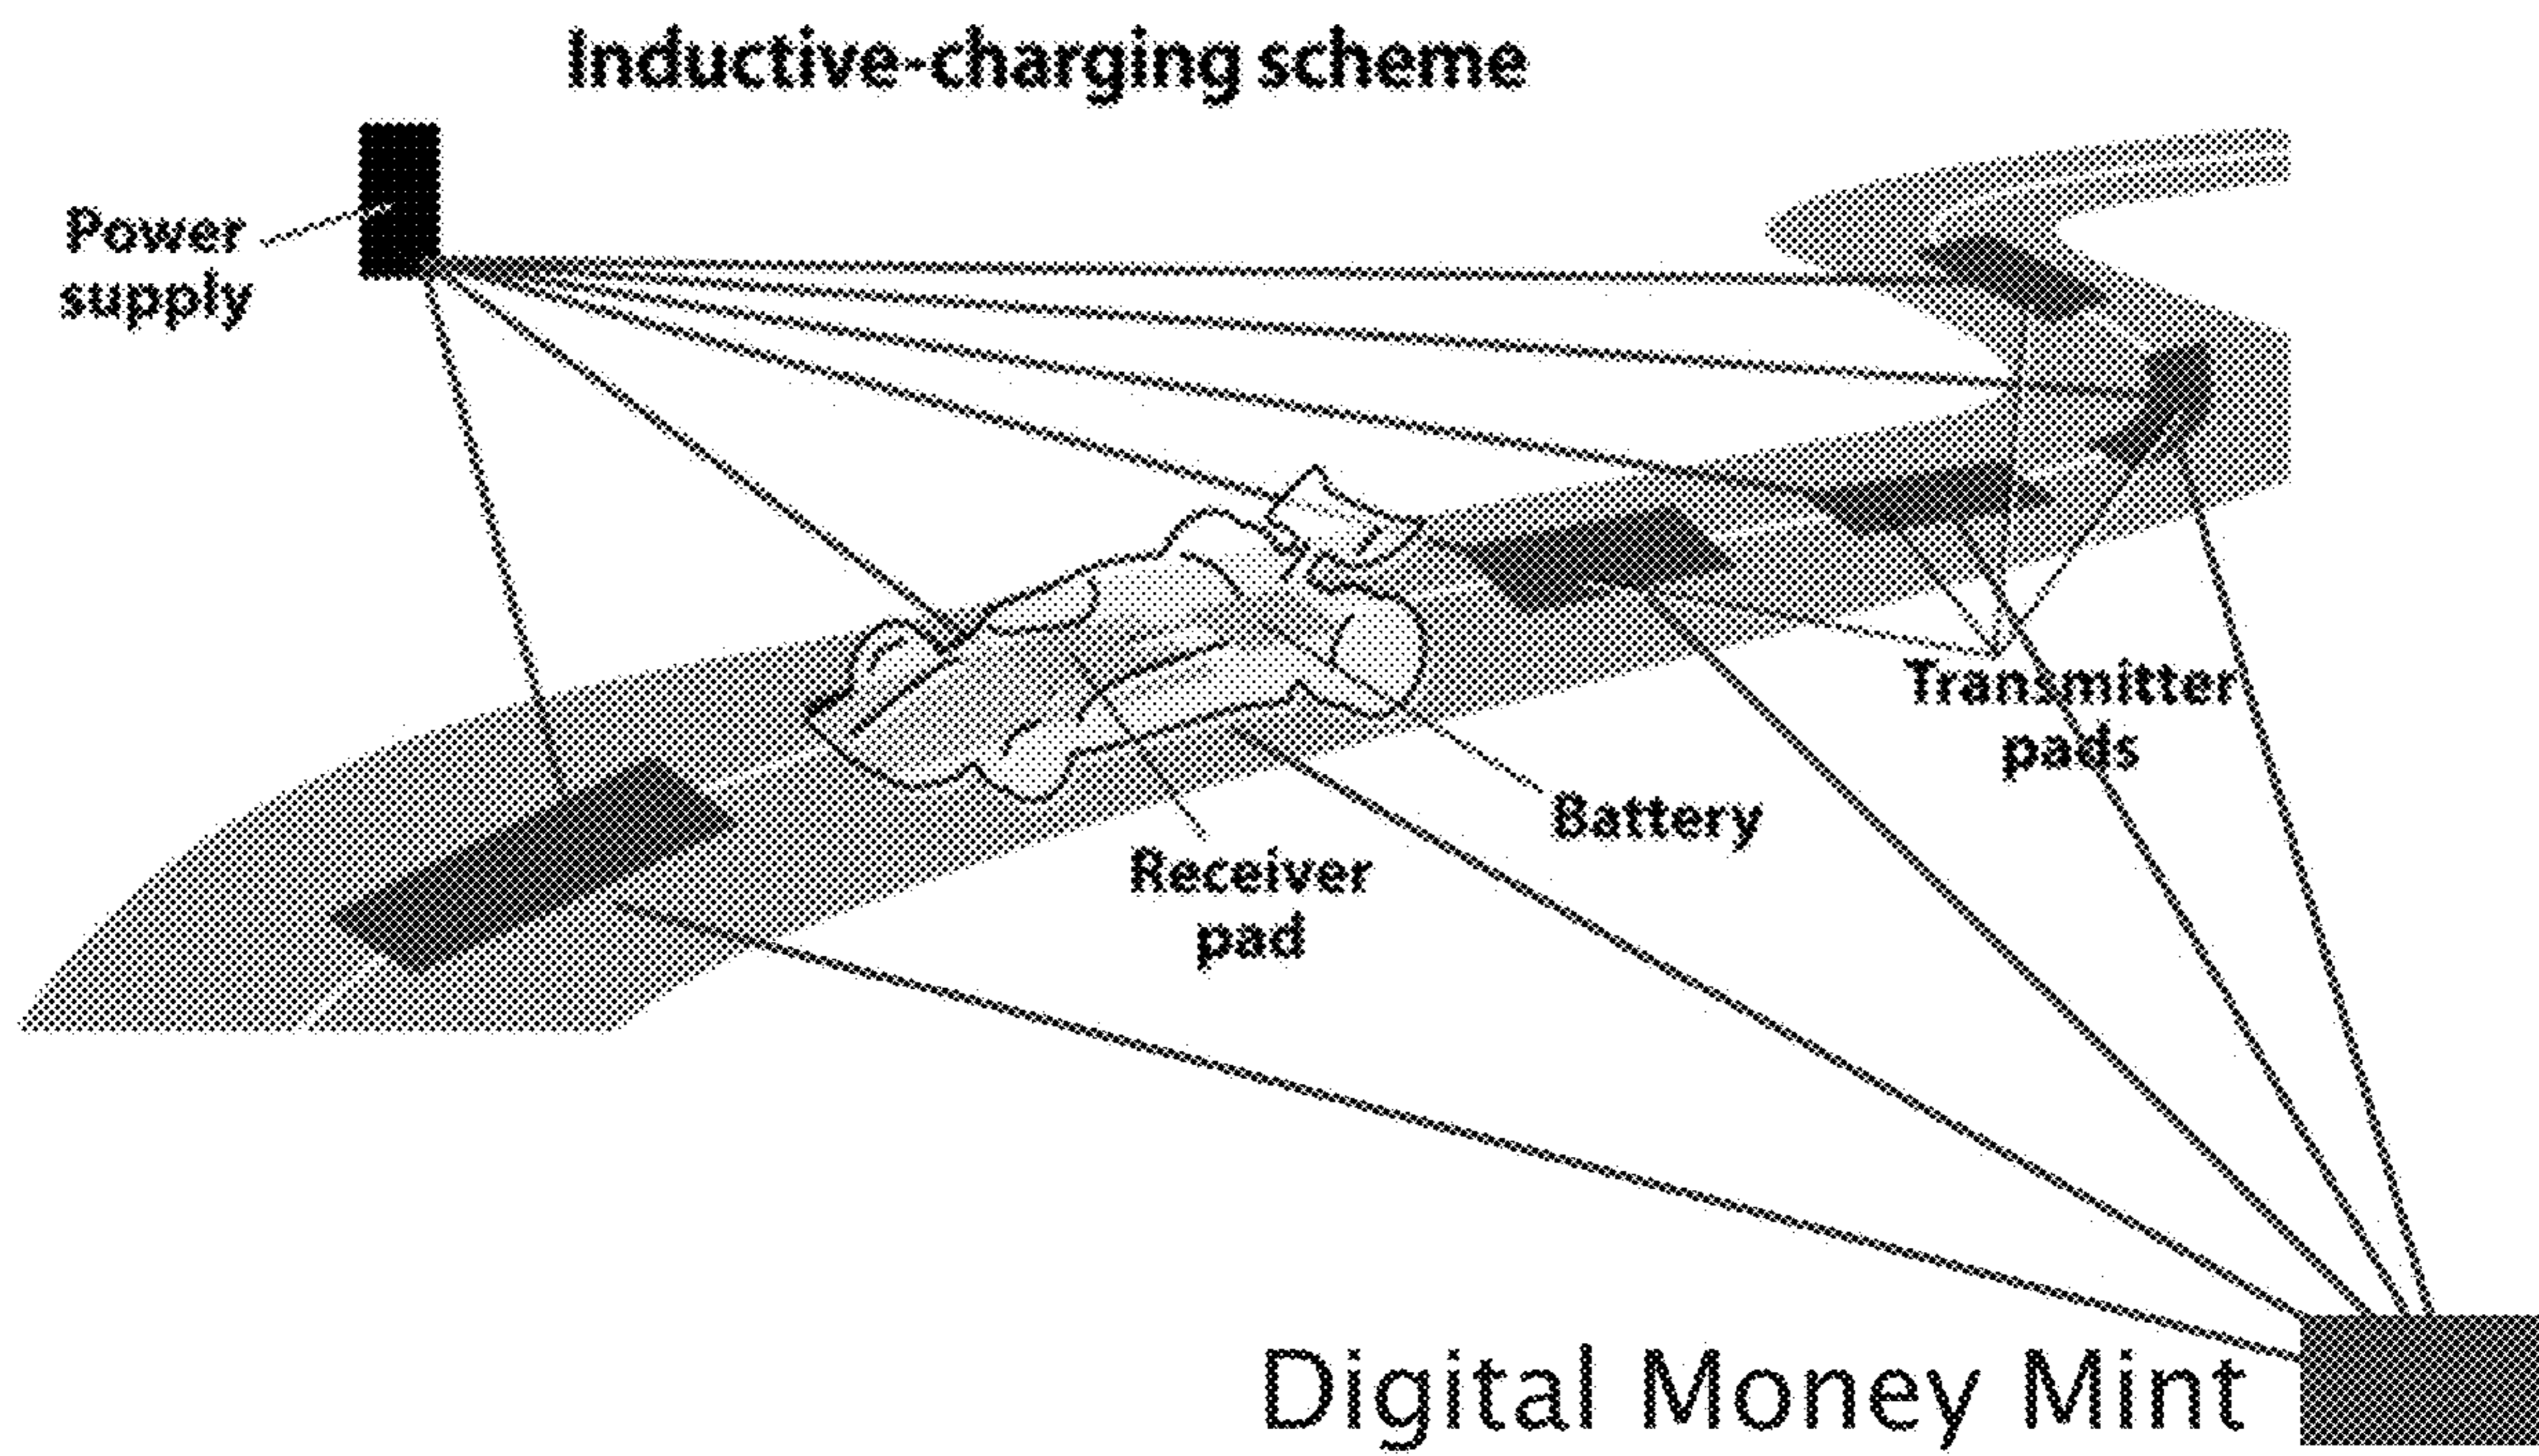 Inductive-charging scheme
Power
supply
Transmitter
pads
Battery
Receiver
pad
Digital Money Mint